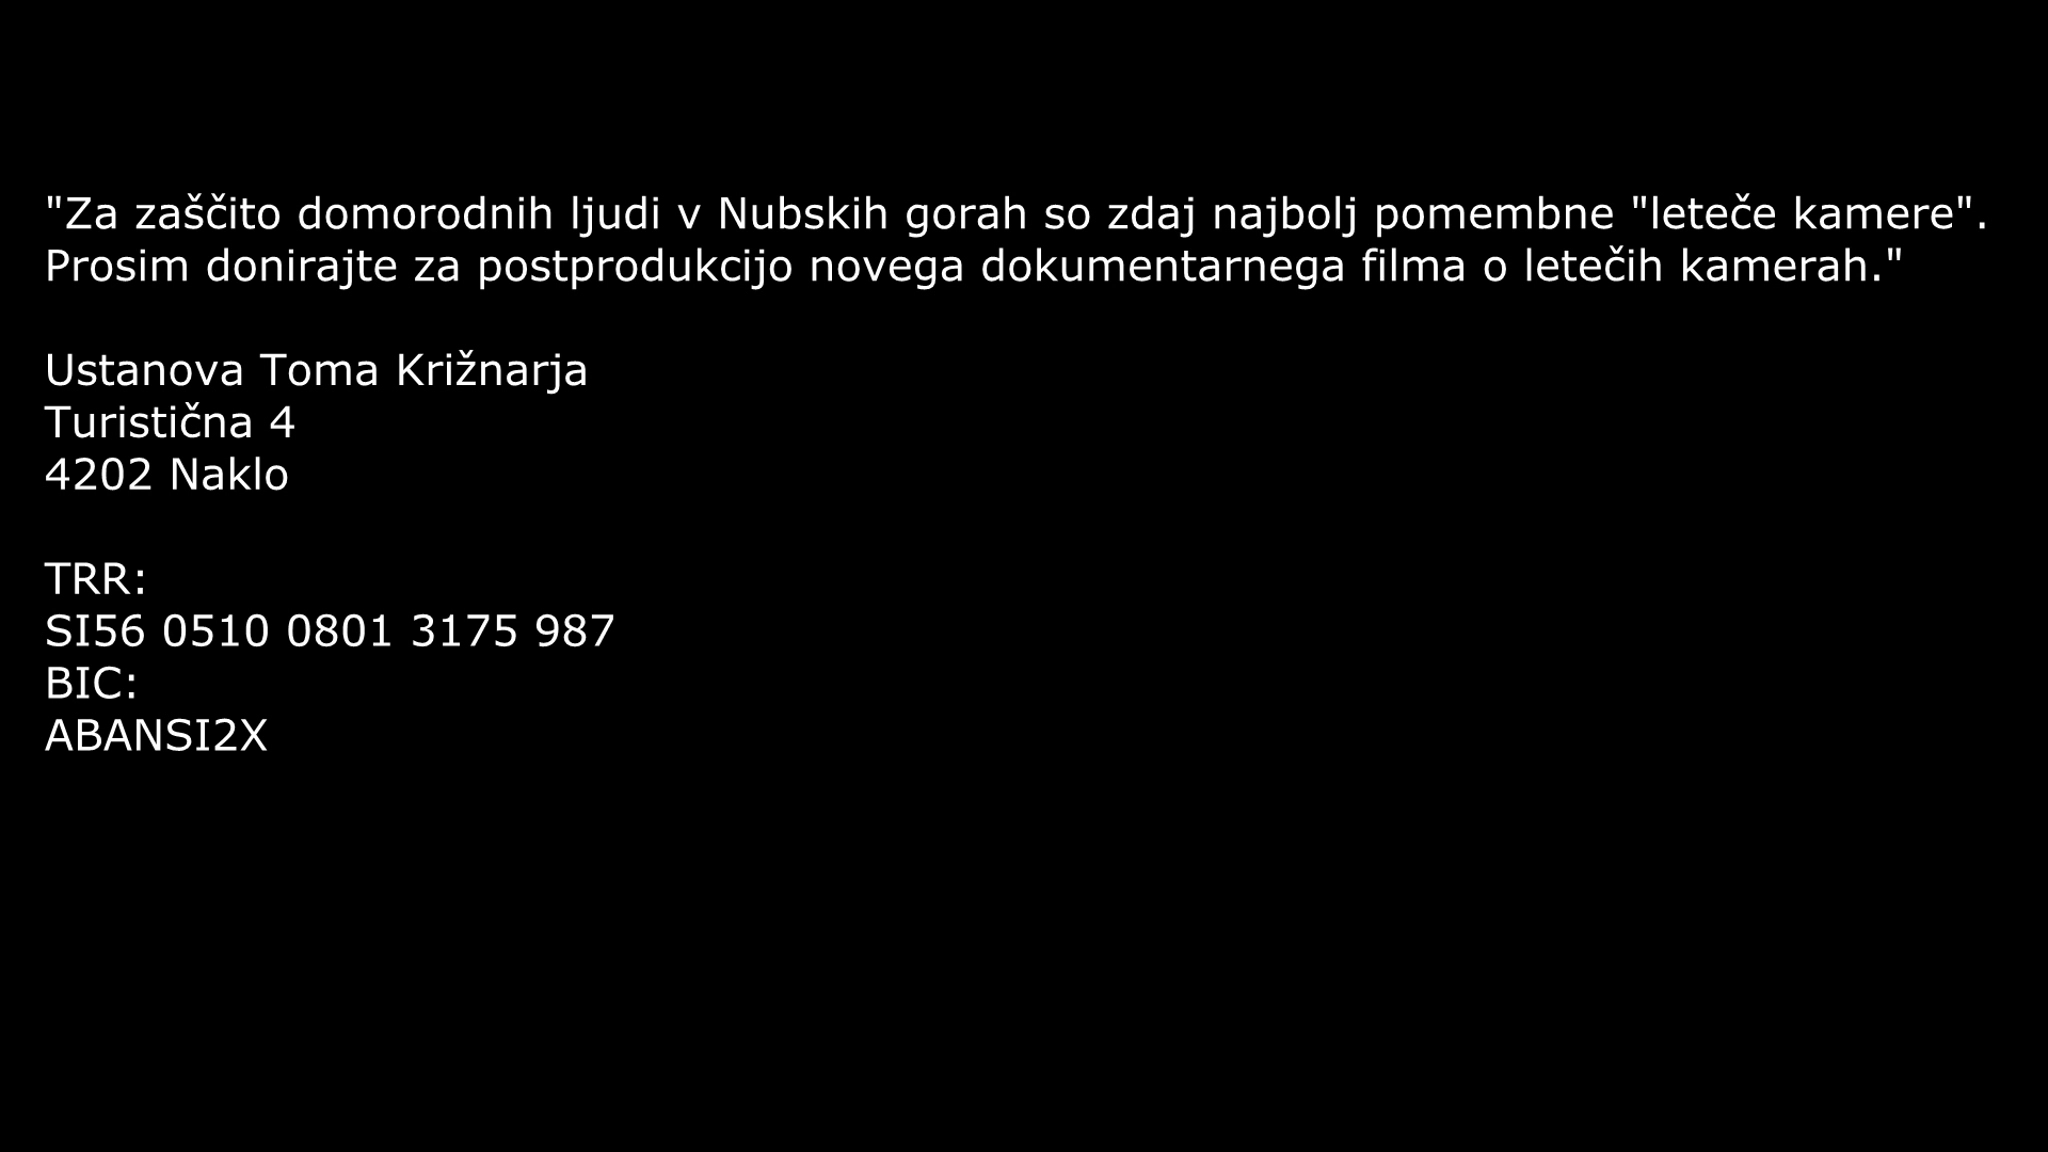 "Za zaščito domorodnih ljudi v Nubskih gorah so zdaj najbolj pomembne "leteče kamere".
Prosim donirajte za postprodukcijo novega dokumentarnega filma o letečih kamerah."
Ustanova Toma Križnarja
Turistična 4
4202 Naklo
TRR:
SI56 0510 0801 3175 987
BIC:
ABANSI2X